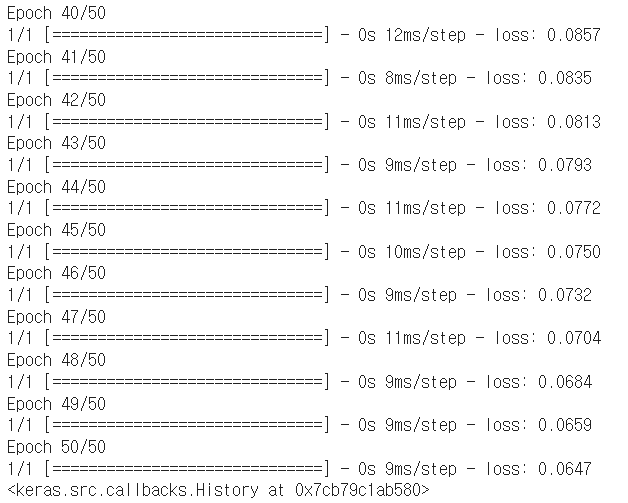 Epoch 40/50
1/1 [==============================] - 0s 12ms/step - loss: 0.0857
Epoch 41/50
1/1 [==============================] - 0s 8ms/step - loss: 0.0835
Epoch 42/50
1/1 [==============================] - 0s 11ms/step - loss: 0.0813
Epoch 43/50
1/1 [==============================] - 0s 9ms/step - loss: 0.0793
Epoch 44/50
1/1 [==============================] - 0s 11ms/step - loss: 0.0772
Epoch 45/50
1/1 [==============================] - 0s 10ms/step - loss: 0.0750
Epoch 46/50
1/1 [==============================] - 0s 9ms/step - loss: 0.0732
Epoch 47/50
1/1 [==============================] - 0s 11ms/step - loss: 0.0704
Epoch 48/50
1/1 [==============================] - 0s 9ms/step - loss: 0.0684
Epoch 49/50
1/1 [==============================] - 0s 9ms/step - loss: 0.0659
Epoch 50/50
1/1 [==============================] - 0s 9ms/step - loss: 0.0647
<keras.src.callbacks.History at 0x7cb79c1ab580>